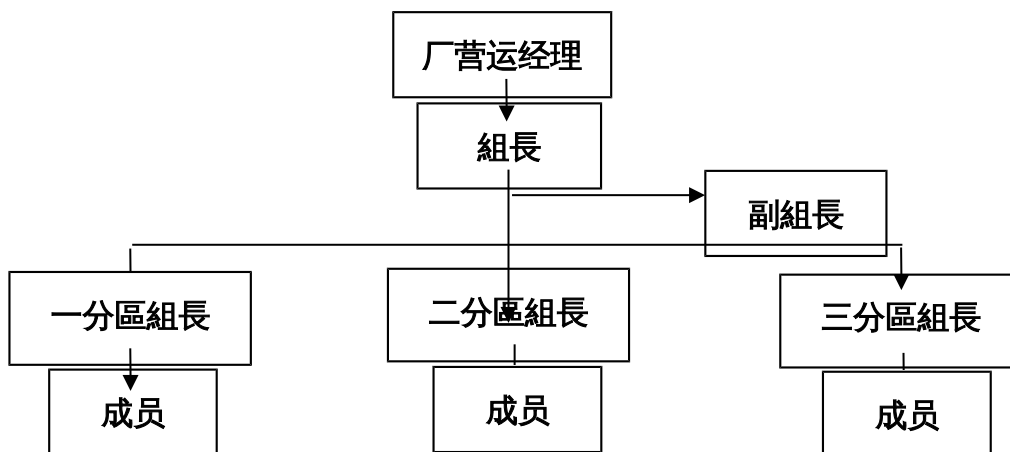 厂营运经理
組長
副組長
一分區組長
二分區組長
三分區組長
成员
成员
成员